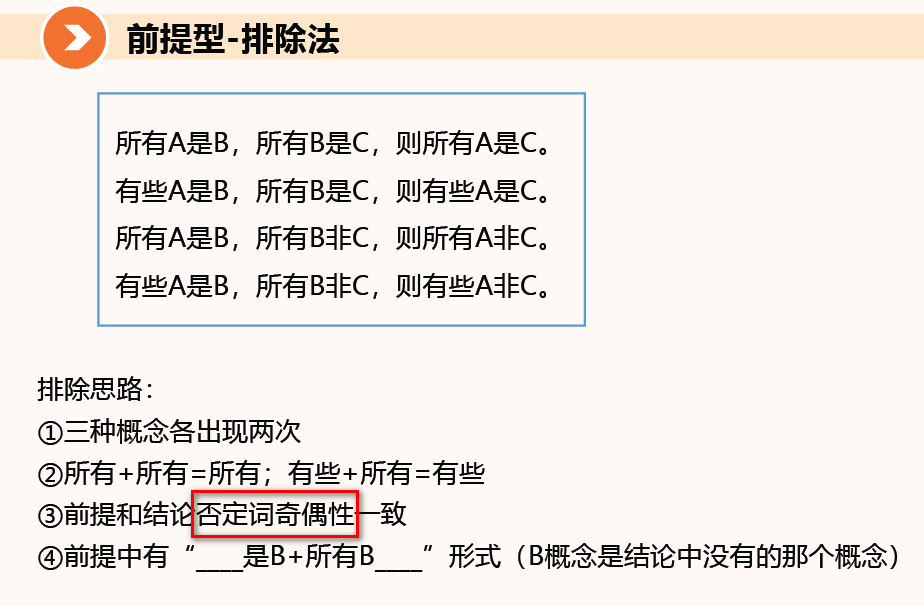 前提型-排除法
所有A是B，所有B是C，则所有A是C。
有些A是B，所有B是C，则有些A是C。
所有A是B，所有B非C，则所有A非C。
有些A是B，所有B非C，则有些A非C。
排除思路：
①三种概念各出现两次
②所有+所有=所有；有些+所有=有些
③前提和结论否定词奇偶性一致
④前提中有“____是B+所有B____”形式（B概念是结论中没有的那个概念）